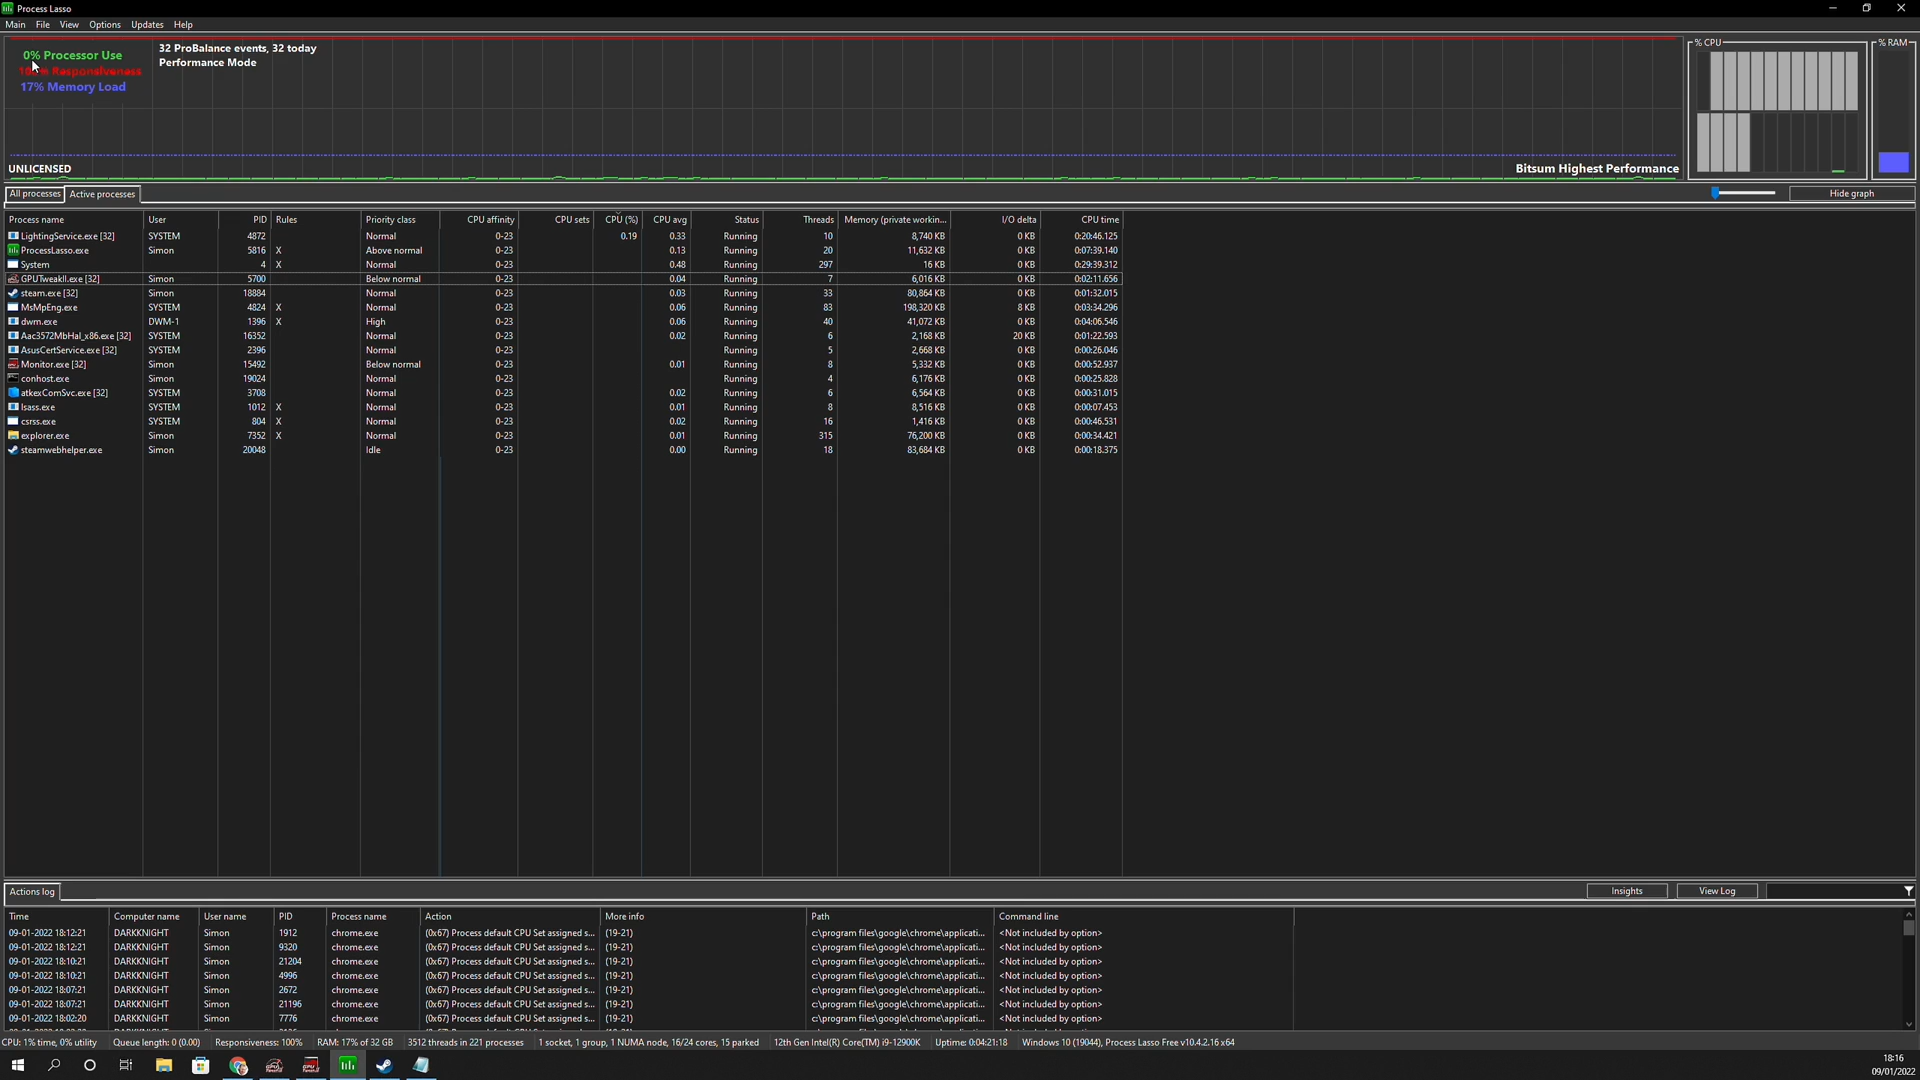 Process Lasso
Main File View Options Updates Help
0% Processor Use
100% Responsiveness
17% Memory Load
32 ProBalance events, 32 today
Performance Mode
% CPU
% RAM
UNLICENSED
Bitsum Highest Performance
All processes Active processes
Hide graph
Process name User PID Rules Priority class CPU affinity CPU sets CPU (%) CPU avg Status Threads Memory (private workin... I/O delta CPU time
LightingService.exe [32] SYSTEM 4872 Normal 0-23 0.19 0.33 Running 10 8,740 KB 0 KB 0:20:46.125
ProcessLasso.exe Simon 5816 X Above normal 0-23 0.13 Running 20 11,632 KB 0 KB 0:07:39.140
System 4 X Normal 0-23 0.48 Running 297 16 KB 0 KB 0:29:39.312
GPUTweakII.exe [32] Simon 5700 Below normal 0-23 0.04 Running 7 6,016 KB 0 KB 0:02:11.656
steam.exe [32] Simon 18884 Normal 0-23 0.03 Running 33 80,864 KB 0 KB 0:01:32.015
MsMpEng.exe SYSTEM 4824 X Normal 0-23 0.06 Running 83 198,320 KB 8 KB 0:03:34.296
dwm.exe DWM-1 1396 X High 0-23 0.06 Running 40 41,072 KB 0 KB 0:04:06.546
Aac3572MbHal_x86.exe [32] SYSTEM 16352 Normal 0-23 0.02 Running 6 2,168 KB 20 KB 0:01:22.593
AsusCertService.exe [32] SYSTEM 2396 Normal 0-23 Running 5 2,668 KB 0 KB 0:00:26.046
Monitor.exe [32] Simon 15492 Below normal 0-23 0.01 Running 8 5,332 KB 0 KB 0:00:52.937
conhost.exe Simon 19024 Normal 0-23 Running 4 6,176 KB 0 KB 0:00:25.828
atkexComSvc.exe [32] SYSTEM 3708 Normal 0-23 0.02 Running 6 6,564 KB 0 KB 0:00:31.015
lsass.exe SYSTEM 1012 X Normal 0-23 0.01 Running 8 8,516 KB 0 KB 0:00:07.453
csrss.exe SYSTEM 804 X Normal 0-23 0.02 Running 16 1,416 KB 0 KB 0:00:46.531
explorer.exe Simon 7352 X Normal 0-23 0.01 Running 315 76,200 KB 0 KB 0:00:34.421
steamwebhelper.exe Simon 20048 Idle 0-23 0.00 Running 18 83,684 KB 0 KB 0:00:18.375
Actions log
Insights View Log
Time Computer name User name PID Process name Action More info Path Command line
09-01-2022 18:12:21 DARKKNIGHT Simon 1912 chrome.exe (0x67) Process default CPU Set assigned s... (19-21) c:\program files\google\chrome\applicati... <Not included by option>
09-01-2022 18:12:21 DARKKNIGHT Simon 9320 chrome.exe (0x67) Process default CPU Set assigned s... (19-21) c:\program files\google\chrome\applicati... <Not included by option>
09-01-2022 18:10:21 DARKKNIGHT Simon 21204 chrome.exe (0x67) Process default CPU Set assigned s... (19-21) c:\program files\google\chrome\applicati... <Not included by option>
09-01-2022 18:10:21 DARKKNIGHT Simon 4996 chrome.exe (0x67) Process default CPU Set assigned s... (19-21) c:\program files\google\chrome\applicati... <Not included by option>
09-01-2022 18:07:21 DARKKNIGHT Simon 2672 chrome.exe (0x67) Process default CPU Set assigned s... (19-21) c:\program files\google\chrome\applicati... <Not included by option>
09-01-2022 18:07:21 DARKKNIGHT Simon 21196 chrome.exe (0x67) Process default CPU Set assigned s... (19-21) c:\program files\google\chrome\applicati... <Not included by option>
09-01-2022 18:02:20 DARKKNIGHT Simon 7776 chrome.exe (0x67) Process default CPU Set assigned s... (19-21) c:\program files\google\chrome\applicati... <Not included by option>
CPU: 1% time, 0% utility Queue length: 0 (0.00) Responsiveness: 100% RAM: 17% of 32 GB 3512 threads in 221 processes 1 socket, 1 group, 1 NUMA node, 16/24 cores, 15 parked 12th Gen Intel(R) Core(TM) i9-12900K Uptime: 0:04:21:18 Windows 10 (19044), Process Lasso Free v10.4.2.16 x64
18:16
09/01/2022